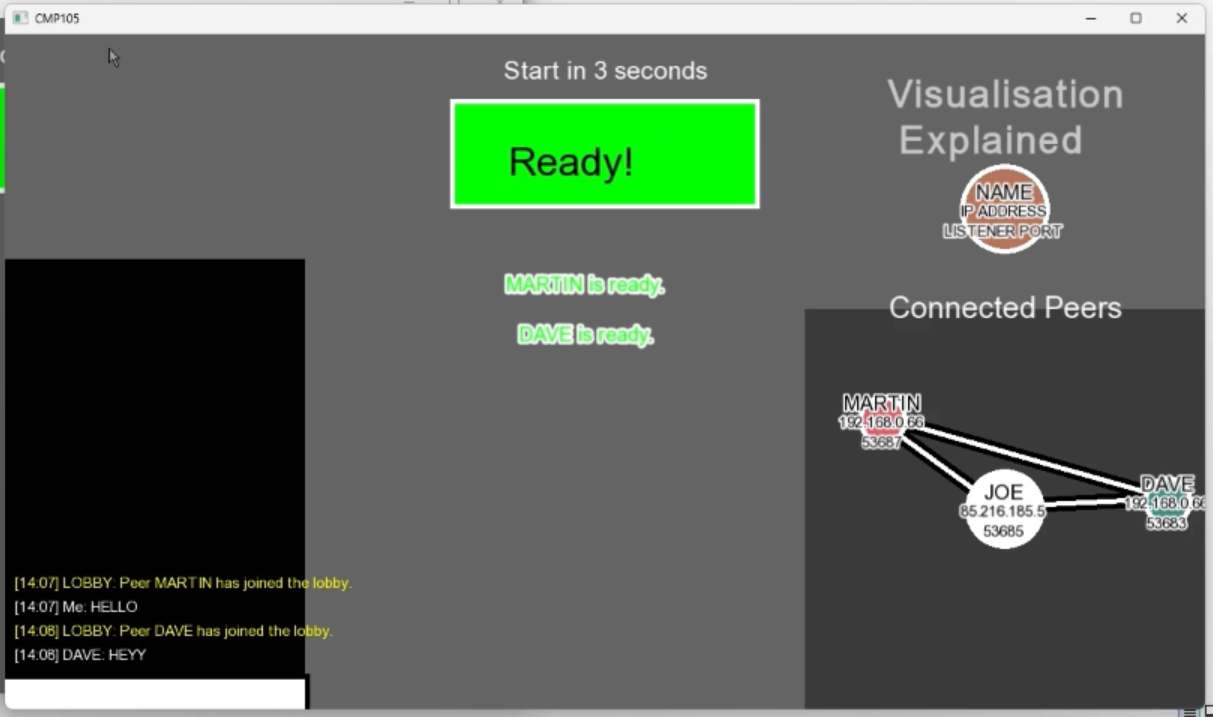 CMP105
Start in 3 seconds
Ready!
MARTIN is ready.
DAVE is ready.
Visualisation
Explained
NAME
IP ADDRESS
LISTENER PORT
Connected Peers
MARTIN
192.168.0.66
53687
JOE
85.216.185.5
53685
DAVE
192.168.0.66
53683
[14:07] LOBBY: Peer MARTIN has joined the lobby.
[14:07] Me: HELLO
[14:08] LOBBY: Peer DAVE has joined the lobby.
[14:08] DAVE: HEYY